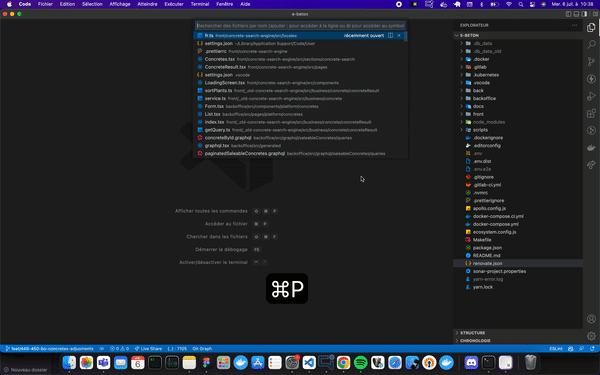 Code Fichier Édition Sélection Affichage Atteindre Exécuter Terminal Fenêtre Aide
Mer. 6 juil. à 10:38
e-beton
Rechercher des fichiers par nom (ajouter : pour accéder à la ligne ou @ pour accéder au symbole
fr.ts front/concrete-search-engine/src/locales récemment ouvert
settings.json ~/Library/Application Support/Code/User
.prettierrc front/concrete-search-engine
Concretes.tsx
ConcreteResult.tsx front/concrete-search-engine/src/pages
settings.json .vscode
LoadingScreen.tsx front/concrete-search-engine/src/components
sortPlants.ts front/_old-concrete-search-engine/src/business/concrete/concreteResult
service.ts front/_old-concrete-search-engine/src/business/concrete
Form.tsx backoffice/src/components/platform/concretes
List.tsx backoffice/src/pages/platform/concretes
index.tsx front/_old-concrete-search-engine/src/business/concrete/concreteResult
getQuery.ts front/_old-concrete-search-engine/src/business/concrete/concreteResult
concreteById.graphql backoffice/src/graphql/saleableConcretes/queries
graphql.tsx backoffice/src/generated
paginatedSaleableConcretes.graphql backoffice/src/graphql/saleableConcretes/queries
Afficher toutes les commandes
Accéder au fichier ⌘ P
Chercher dans les fichiers
Démarrer le débogage F5
Activer/désactiver le terminal
⌘P
EXPLORATEUR
E-BETON
.db_data
.db_data_old
.docker
.gitlab
.kubernetes
.vscode
back
backoffice
docs
front
node_modules
scripts
.dockerignore
.editorconfig
.env
.env.dist
.env.e2e
.gitignore
.gitlab-ci.yml
.nvmrc
.prettierignore
apollo.config.js
docker-compose.ci.yml
docker-compose.yml
ecosystem.config.js
Makefile
package.json
README.md
renovate.json
sonar-project.properties
yarn-error.log
yarn.lock
STRUCTURE
CHRONOLOGIE
feat/449-450-bo-concretes-adjusments 0 0 Live Share {..} : 7105 Git Graph
ESLint
Nouveau dossier